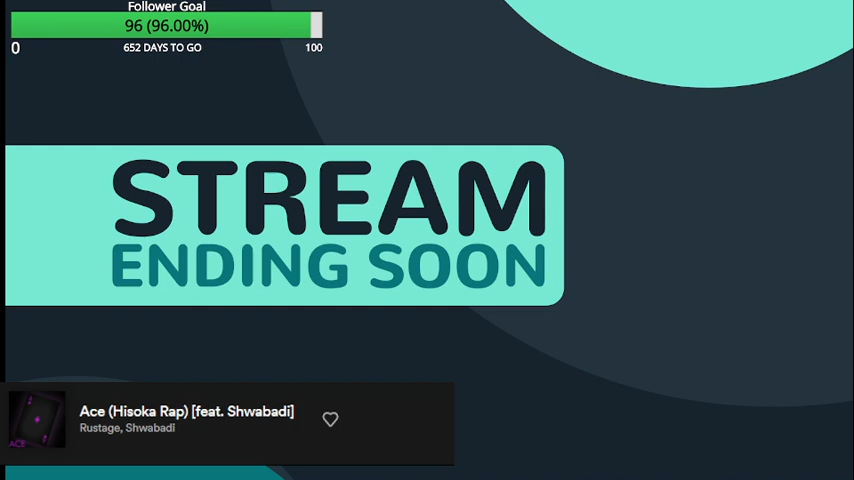 Follower Goal
96 (96.00%)
0 652 DAYS TO GO 100
STREAM
ENDING SOON
Ace (Hisoka Rap) [feat. Shwabadi]
Rustage, Shwabadi
ACE